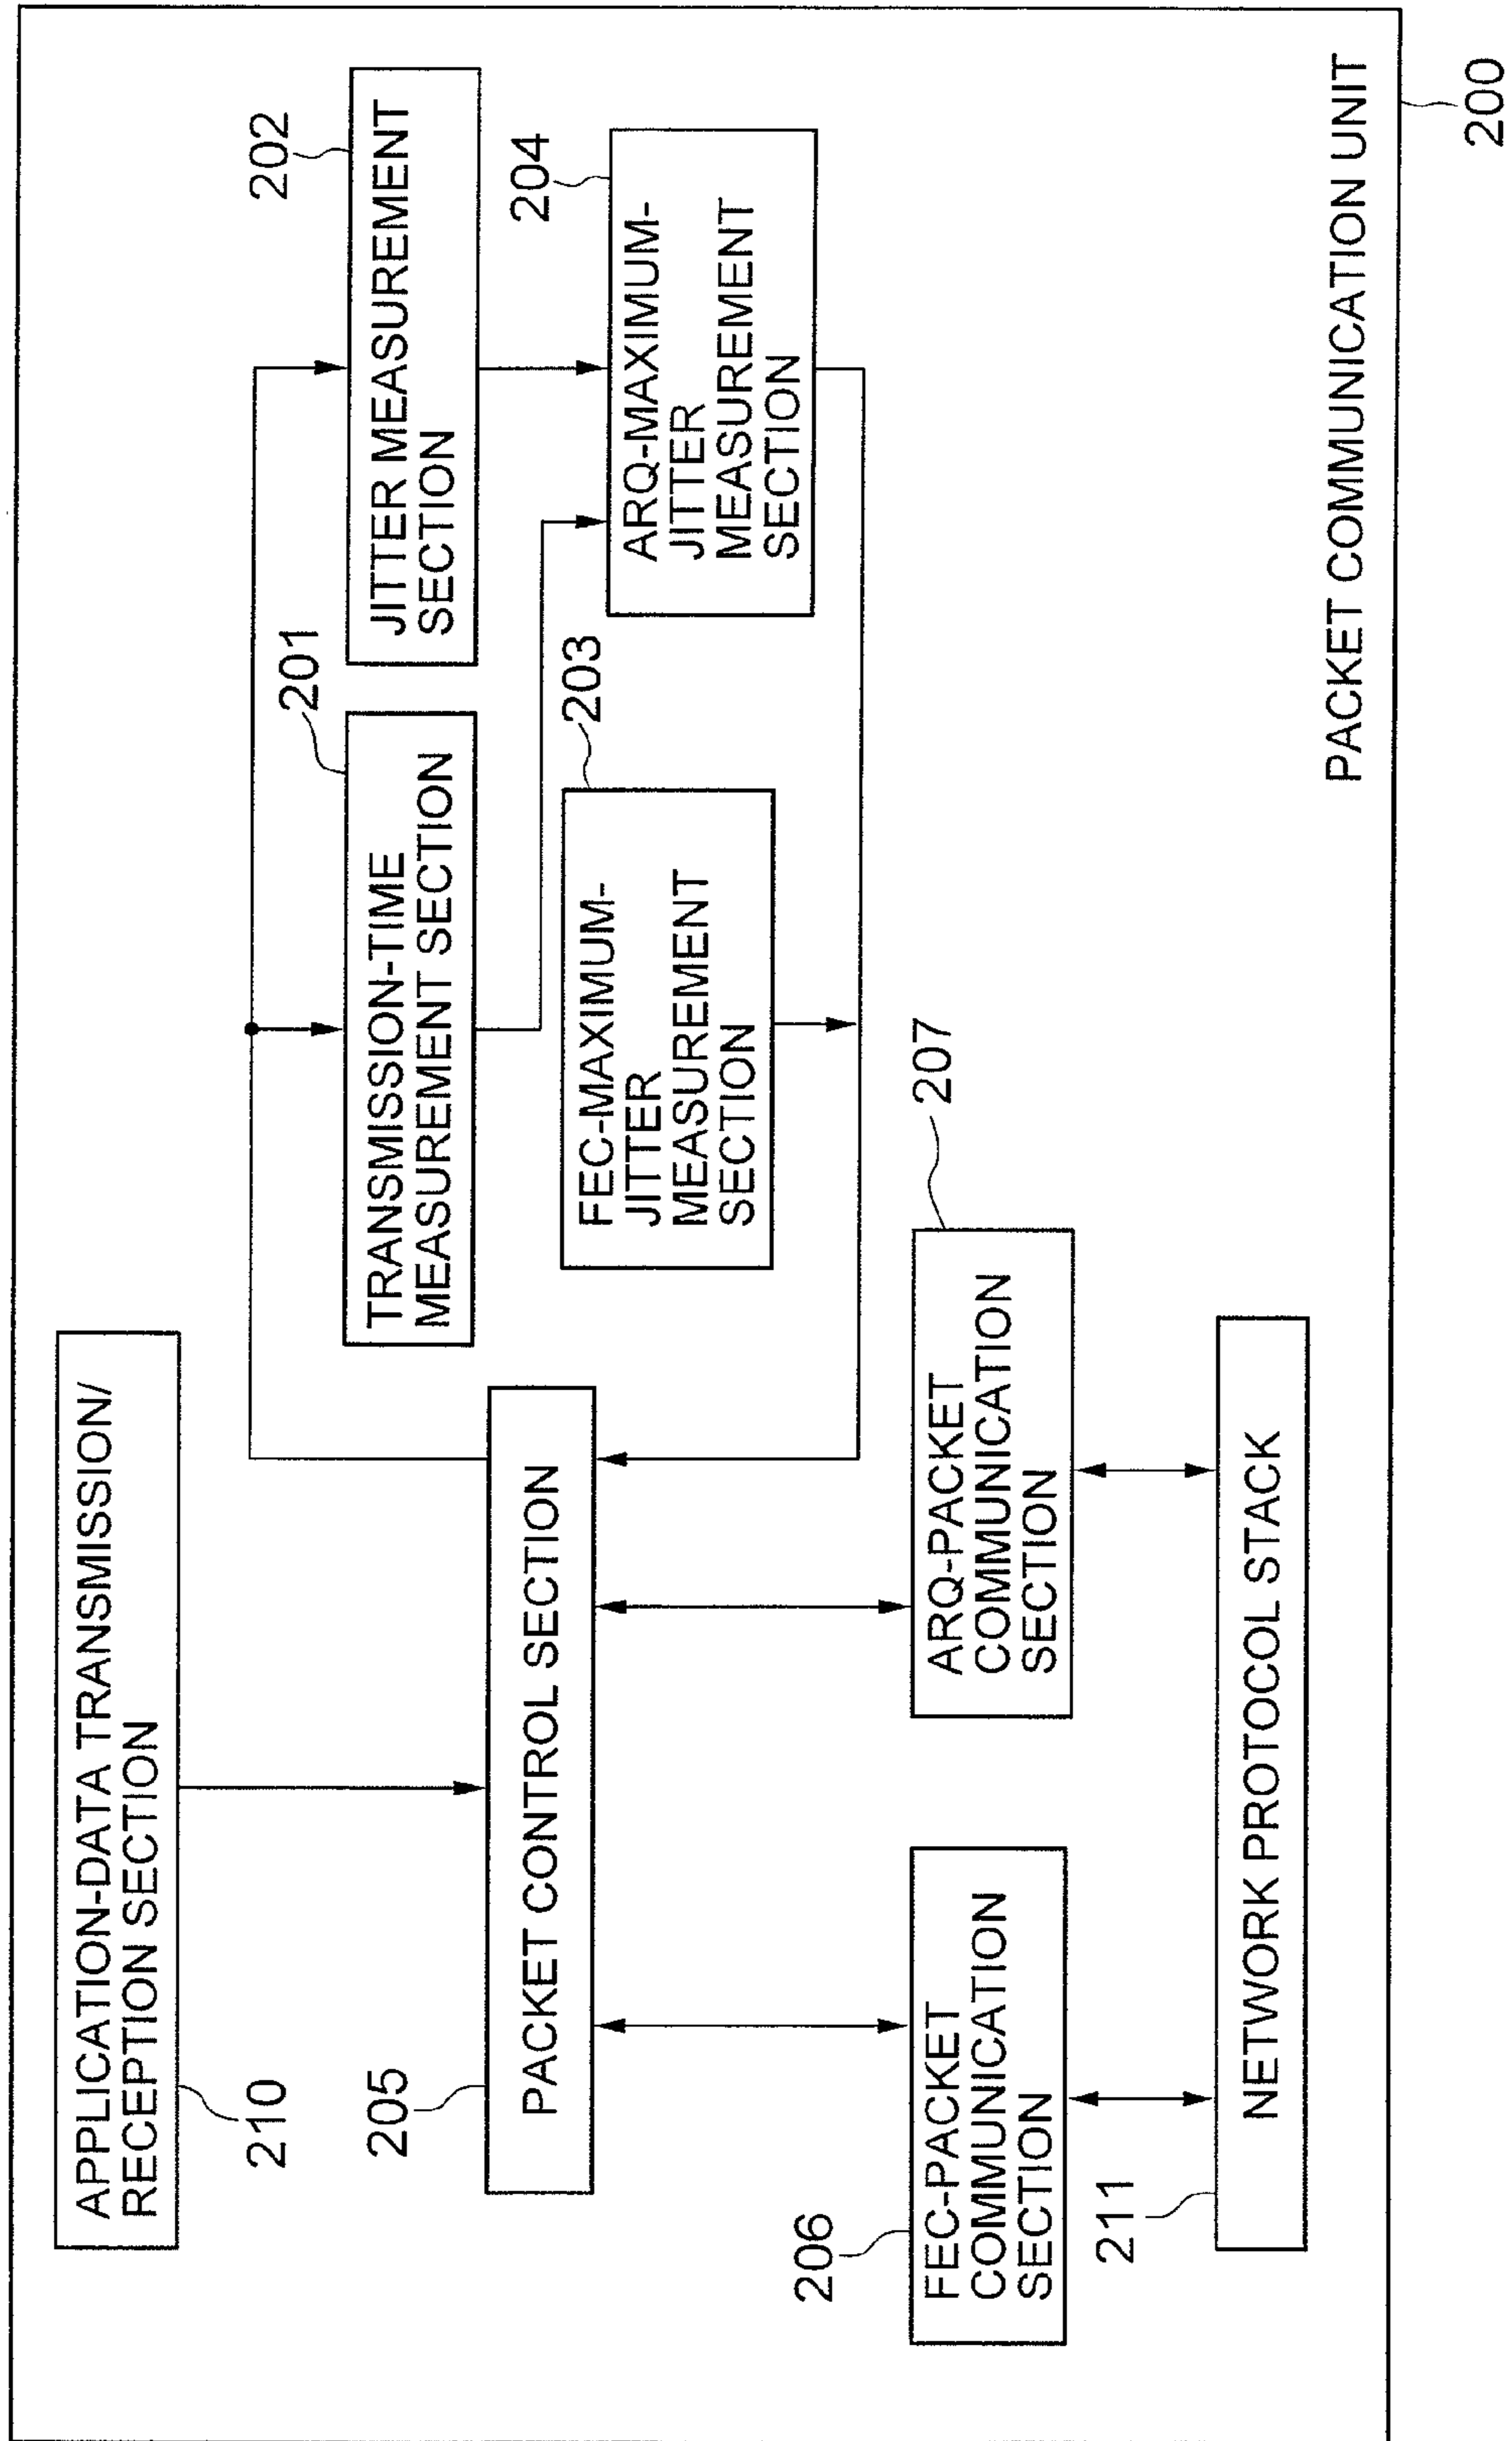 APPLICATION-DATA TRANSMISSION/
RECEPTION SECTION
210
205
PACKET CONTROL SECTION
201
TRANSMISSION-TIME
MEASUREMENT SECTION
202
JITTER MEASUREMENT
SECTION
203
FEC-MAXIMUM-
JITTER
MEASUREMENT
SECTION
204
ARQ-MAXIMUM-
JITTER
MEASUREMENT
SECTION
206
FEC-PACKET
COMMUNICATION
SECTION
207
ARQ-PACKET
COMMUNICATION
SECTION
211
NETWORK PROTOCOL STACK
PACKET COMMUNICATION UNIT
200